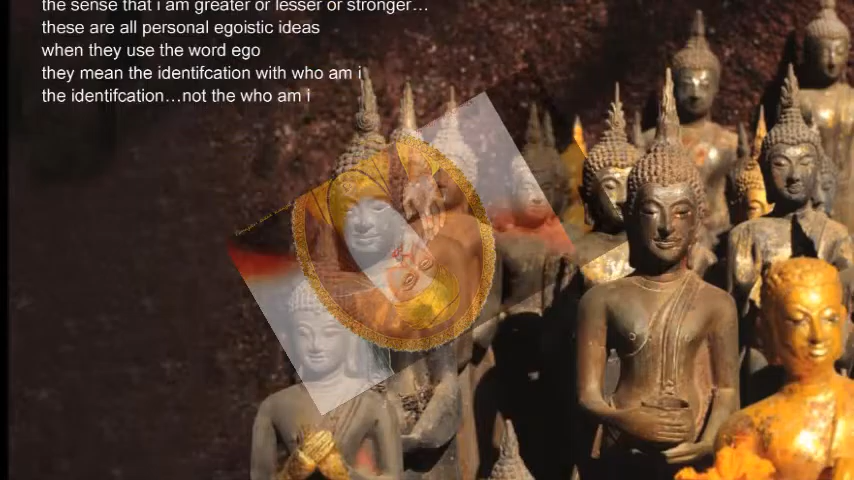 the sense that i am greater or lesser or stronger...
these are all personal egoistic ideas
when they use the word ego
they mean the identifcation with who am i
the identifcation...not the who am i